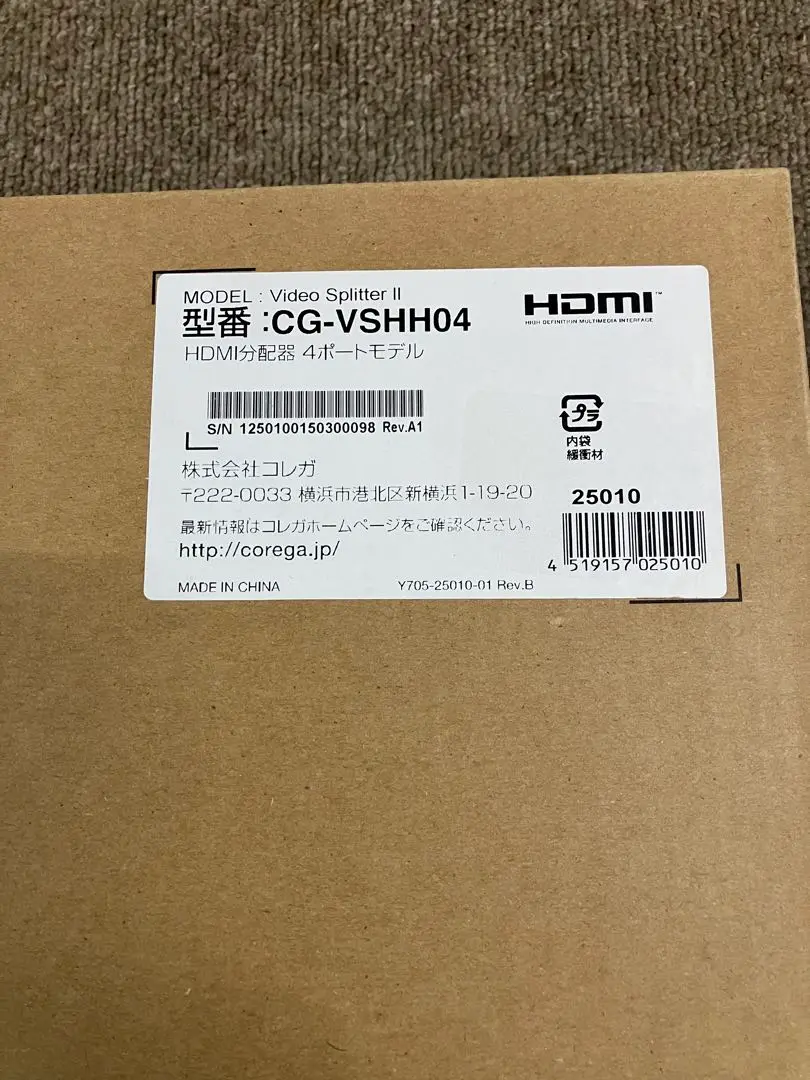 MODEL : Video Splitter II
型番 :CG-VSHH04
HDMI分配器 4ポートモデル
HDMI™
HIGH DEFINITION MULTIMEDIA INTERFACE
S/N 1250100150300098 Rev.A1
プラ
内袋
緩衝材
株式会社コレガ
〒222-0033 横浜市港北区新横浜1-19-20
最新情報はコレガホームページをご確認ください。
http://corega.jp/
25010
4 519157 025010
MADE IN CHINA
Y705-25010-01 Rev.B